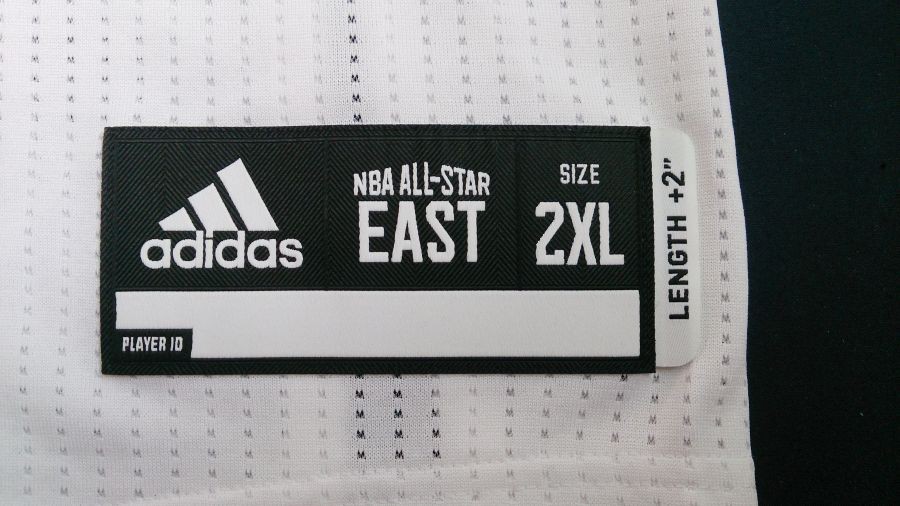 adidas
NBA ALL-STAR
EAST
SIZE
2XL
LENGTH +2"
PLAYER ID